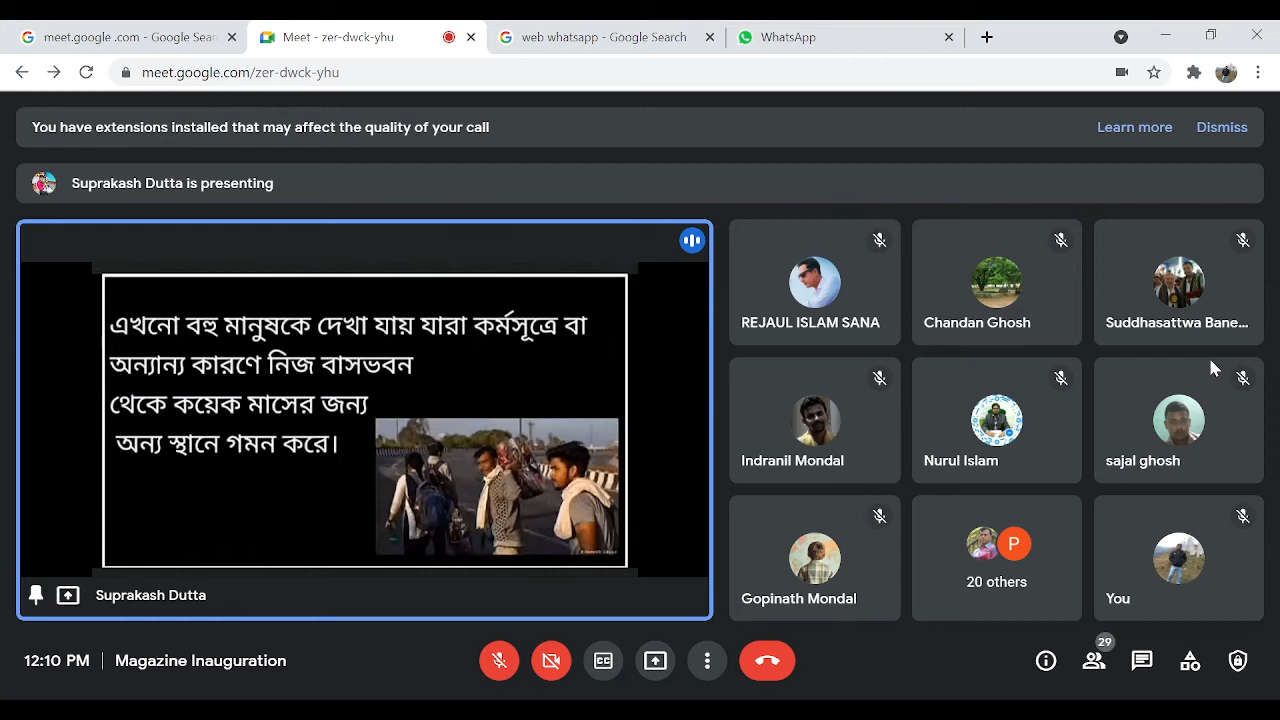 meet.google .com - Google Sear
Meet - zer-dwck-yhu
web whatsapp - Google Search
WhatsApp
meet.google.com/zer-dwck-yhu
You have extensions installed that may affect the quality of your call
Learn more
Dismiss
Suprakash Dutta is presenting
এখনো বহু মানুষকে দেখা যায় যারা কর্মসূত্রে বা
অন্যান্য কারণে নিজ বাসভবন
থেকে কয়েক মাসের জন্য
অন্য স্থানে গমন করে।
Suprakash Dutta
REJAUL ISLAM SANA
Chandan Ghosh
Suddhasattwa Bane...
Indranil Mondal
Nurul Islam
sajal ghosh
Gopinath Mondal
P
20 others
You
12:10 PM | Magazine Inauguration
29